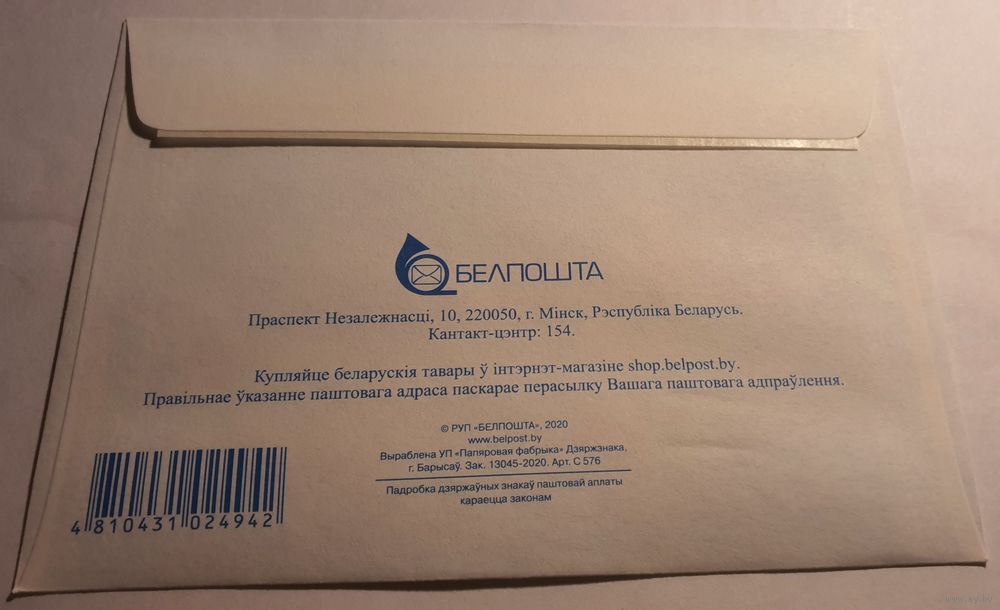 БЕЛПОШТА
Праспект Незалежнасці, 10, 220050, г. Мінск, Рэспубліка Беларусь.
Кантакт-цэнтр: 154.
Купляйце беларускія тавары ў інтэрнэт-магазіне shop.belpost.by.
Правільнае ўказанне паштовага адраса паскарае перасылку Вашага паштовага адпраўлення.
© РУП «БЕЛПОШТА», 2020
www.belpost.by
Выраблена УП «Папяровая фабрыка» Дзяржзнака,
г. Барысаў. Зак. 13045-2020. Арт. С 576
Падробка дзяржаўных знакаў паштовай аплаты
караецца законам
4 810431 024942